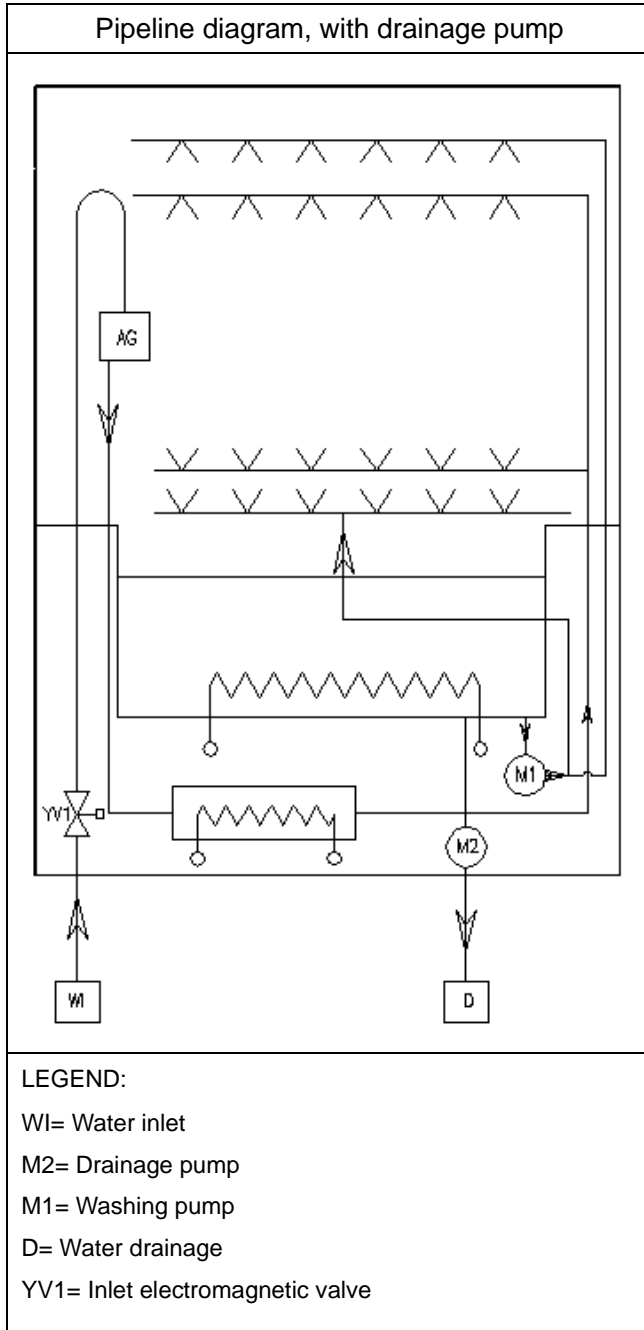 Pipeline diagram, with drainage pump
AG
M1
YV1
M2
WI
D
LEGEND:
WI= Water inlet
M2= Drainage pump
M1= Washing pump
D= Water drainage
YV1= Inlet electromagnetic valve